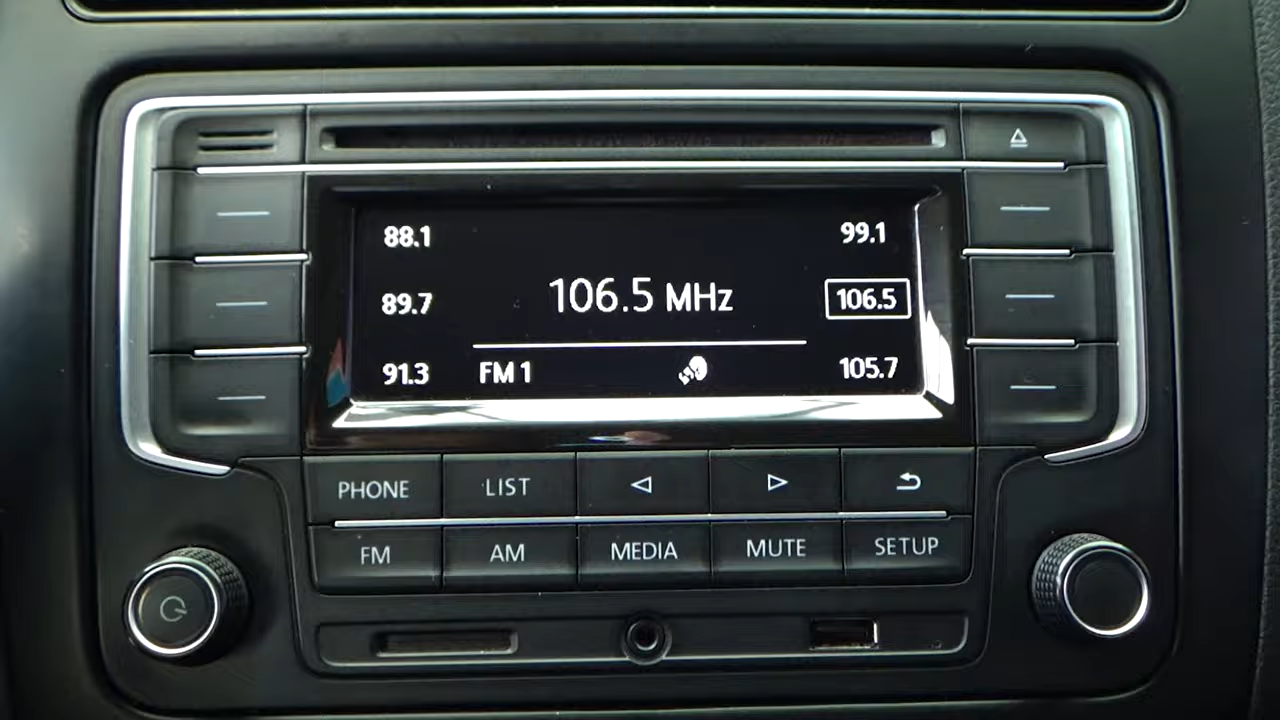 88.1
99.1
106.5 MHz
89.7
106.5
91.3
FM 1
105.7
PHONE
LIST
FM
AM
MEDIA
MUTE
SETUP